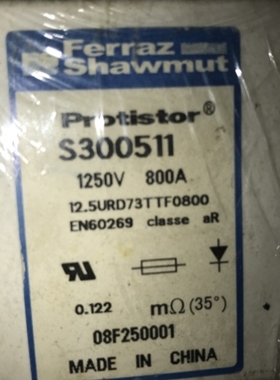 Ferraz
Shawmut
Protistor®
S300511
1250V 800A
12.5URD73TTF0800
EN60269 classe aR
0.122 mΩ (35°)
08F250001
MADE IN CHINA